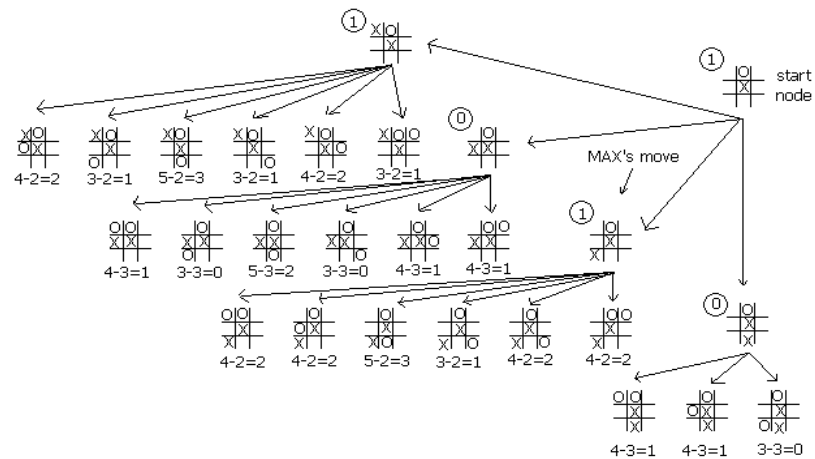 1
X O
X
1
O
X
start
node
X O
O X
X O
X
O
X O
X
O
X O
X
O
X O
X O
X O O
X
0
O
X X
4-2=2
3-2=1
5-2=3
3-2=1
4-2=2
3-2=1
MAX's move
O O
X X
O
X X
O
O
X X
O
O
X X
O
O
X X O
O O
X X
1
O
X
X
4-3=1
3-3=0
5-3=2
3-3=0
4-3=1
4-3=1
O O
X
X
O
O X
X
O
X
X O
O
X
X O
O
X O
X
O O
X
X
0
O
X
X
4-2=2
4-2=2
5-2=3
3-2=1
4-2=2
4-2=2
O O
X
X
O
O X
X
O
X
O X
4-3=1
4-3=1
3-3=0